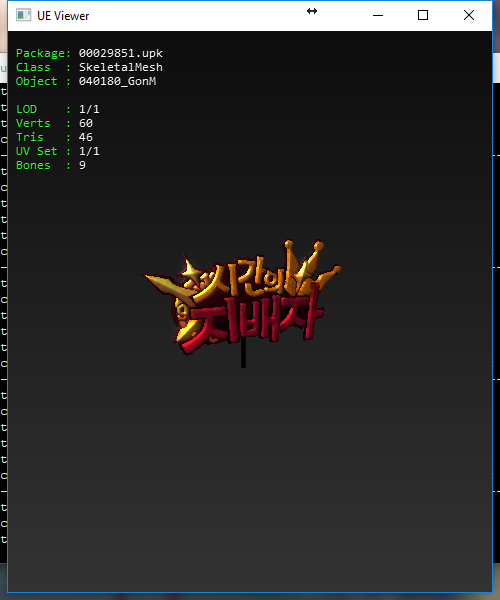 UE Viewer
Package: 00029851.upk
Class : SkeletalMesh
Object : 040180_GonM
LOD : 1/1
Verts : 60
Tris : 46
UV Set : 1/1
Bones : 9
시간의
지배자